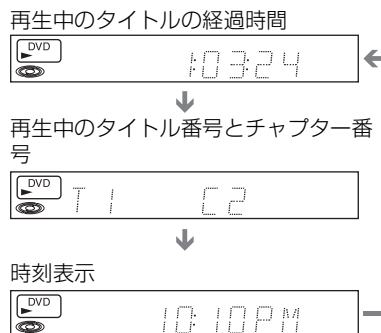 再生中のタイトルの経過時間
DVD
1:03:24
再生中のタイトル番号とチャプター番
号
DVD
T1 C2
時刻表示
DVD
10:10PM